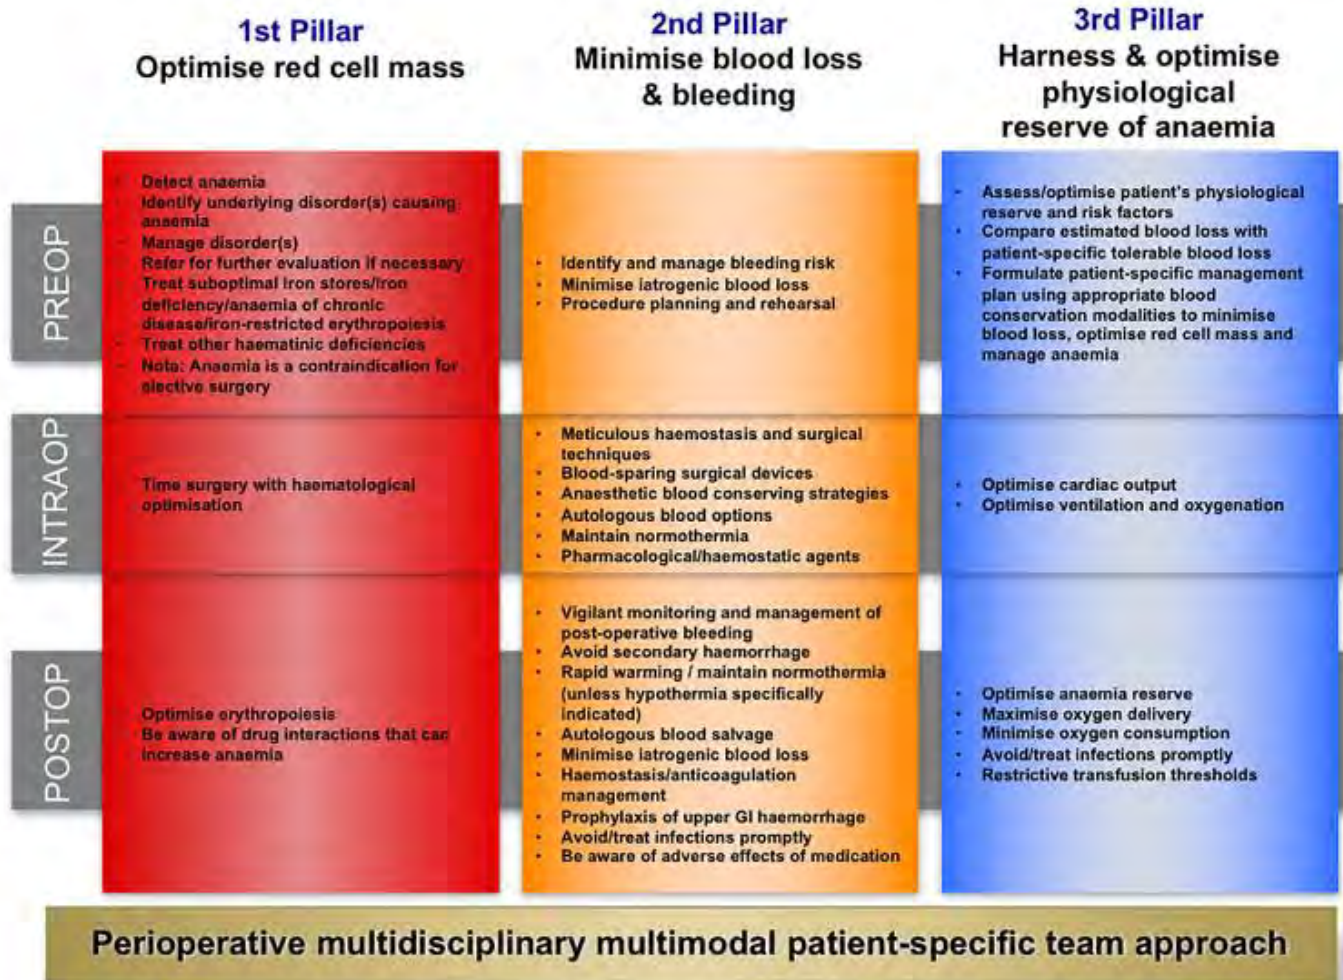 1st Pillar
Optimise red cell mass
2nd Pillar
Minimise blood loss
& bleeding
3rd Pillar
Harness & optimise
physiological
reserve of anaemia
PREOP
Detect anaemia
Identify underlying disorder(s) causing
anaemia
Manage disorder(s)
Refer for further evaluation if necessary
Treat suboptimal iron stores/iron
deficiency/anaemia of chronic
disease/iron-restricted erythropoiesis
Treat other haematinic deficiencies
Note: Anaemia is a contraindication for
elective surgery
• Identify and manage bleeding risk
• Minimise iatrogenic blood loss
• Procedure planning and rehearsal
• Assess/optimise patient's physiological
reserve and risk factors
• Compare estimated blood loss with
patient-specific tolerable blood loss
• Formulate patient-specific management
plan using appropriate blood
conservation modalities to minimise
blood loss, optimise red cell mass and
manage anaemia
INTRAOP
Time surgery with haematological
optimisation
• Meticulous haemostasis and surgical
techniques
• Blood-sparing surgical devices
• Anaesthetic blood conserving strategies
• Autologous blood options
• Maintain normothermia
• Pharmacological/haemostatic agents
• Optimise cardiac output
• Optimise ventilation and oxygenation
POSTOP
Optimise erythropoiesis
Be aware of drug interactions that can
increase anaemia
• Vigilant monitoring and management of
post-operative bleeding
• Avoid secondary haemorrhage
• Rapid warming / maintain normothermia
(unless hypothermia specifically
indicated)
• Autologous blood salvage
• Minimise iatrogenic blood loss
• Haemostasis/anticoagulation
management
• Prophylaxis of upper GI haemorrhage
• Avoid/treat infections promptly
• Be aware of adverse effects of medication
• Optimise anaemia reserve
• Maximise oxygen delivery
• Minimise oxygen consumption
• Avoid/treat infections promptly
• Restrictive transfusion thresholds
Perioperative multidisciplinary multimodal patient-specific team approach